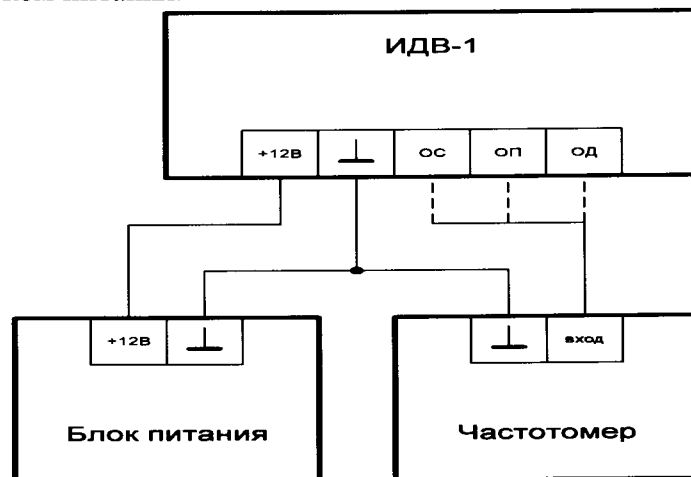 ИДВ-1
+12В ОС ОП ОД
+12В вход
Блок питания Частотомер